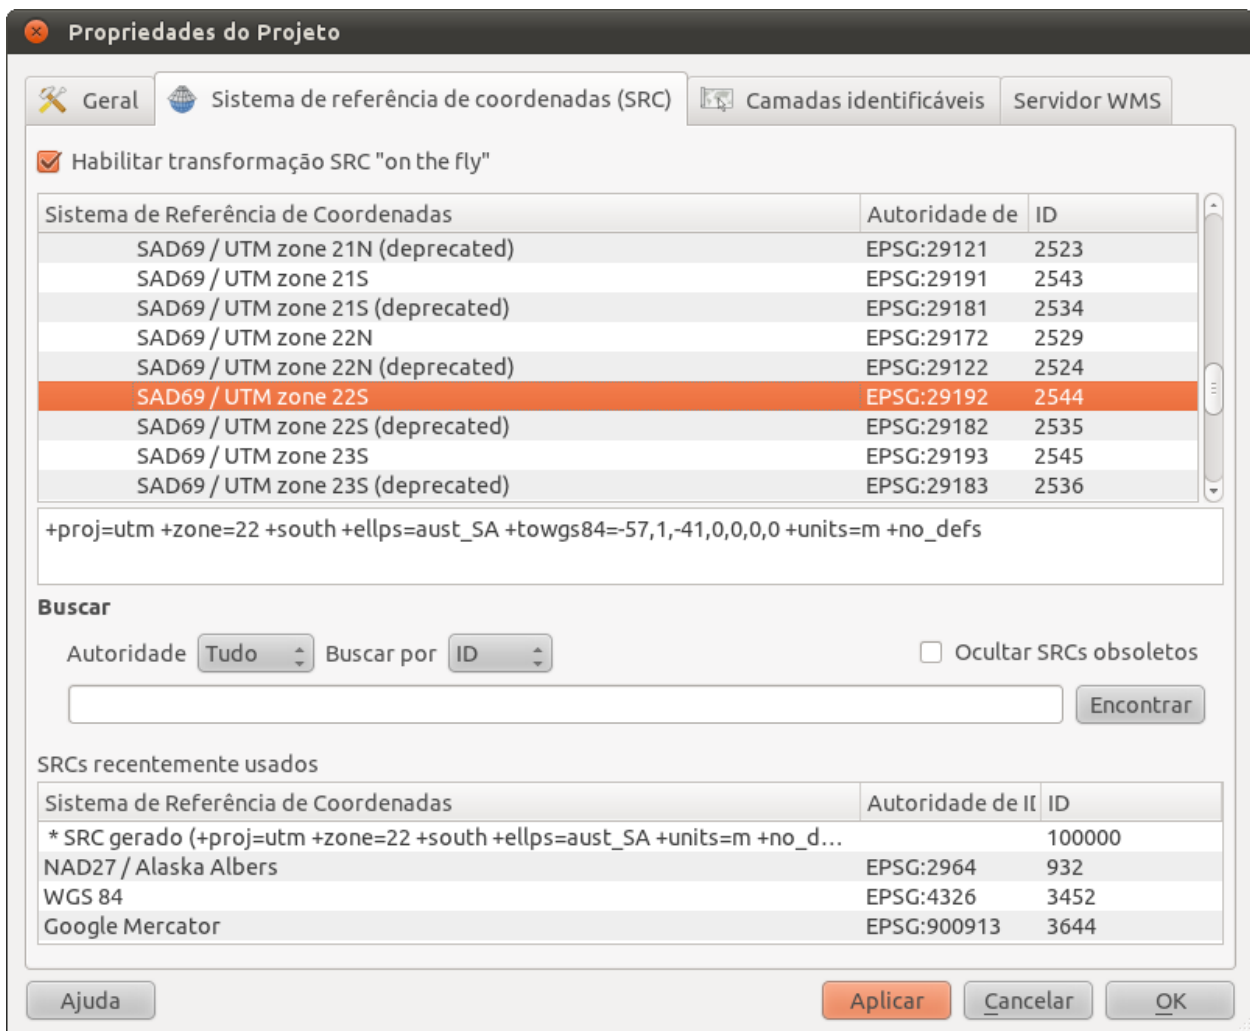 Propriedades do Projeto
Geral Sistema de referência de coordenadas (SRC) Camadas identificáveis Servidor WMS
Habilitar transformação SRC "on the fly"
Sistema de Referência de Coordenadas Autoridade de ID
SAD69 / UTM zone 21N (deprecated) EPSG:29121 2523
SAD69 / UTM zone 21S EPSG:29191 2543
SAD69 / UTM zone 21S (deprecated) EPSG:29181 2534
SAD69 / UTM zone 22N EPSG:29172 2529
SAD69 / UTM zone 22N (deprecated) EPSG:29122 2524
SAD69 / UTM zone 22S EPSG:29192 2544
SAD69 / UTM zone 22S (deprecated) EPSG:29182 2535
SAD69 / UTM zone 23S EPSG:29193 2545
SAD69 / UTM zone 23S (deprecated) EPSG:29183 2536
+proj=utm +zone=22 +south +ellps=aust_SA +towgs84=-57,1,-41,0,0,0,0 +units=m +no_defs
Buscar
Autoridade Tudo Buscar por ID Ocultar SRCs obsoletos
Encontrar
SRCs recentemente usados
Sistema de Referência de Coordenadas Autoridade de ID ID
* SRC gerado (+proj=utm +zone=22 +south +ellps=aust_SA +units=m +no_d... 100000
NAD27 / Alaska Albers EPSG:2964 932
WGS 84 EPSG:4326 3452
Google Mercator EPSG:900913 3644
Ajuda Aplicar Cancelar OK